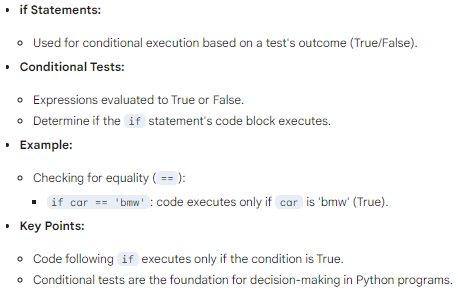 if Statements:
Used for conditional execution based on a test's outcome (True/False).
Conditional Tests:
Expressions evaluated to True or False.
Determine if the if statement's code block executes.
Example:
Checking for equality ( == ):
if car == 'bmw' : code executes only if car is 'bmw' (True).
Key Points:
Code following if executes only if the condition is True.
Conditional tests are the foundation for decision-making in Python programs.